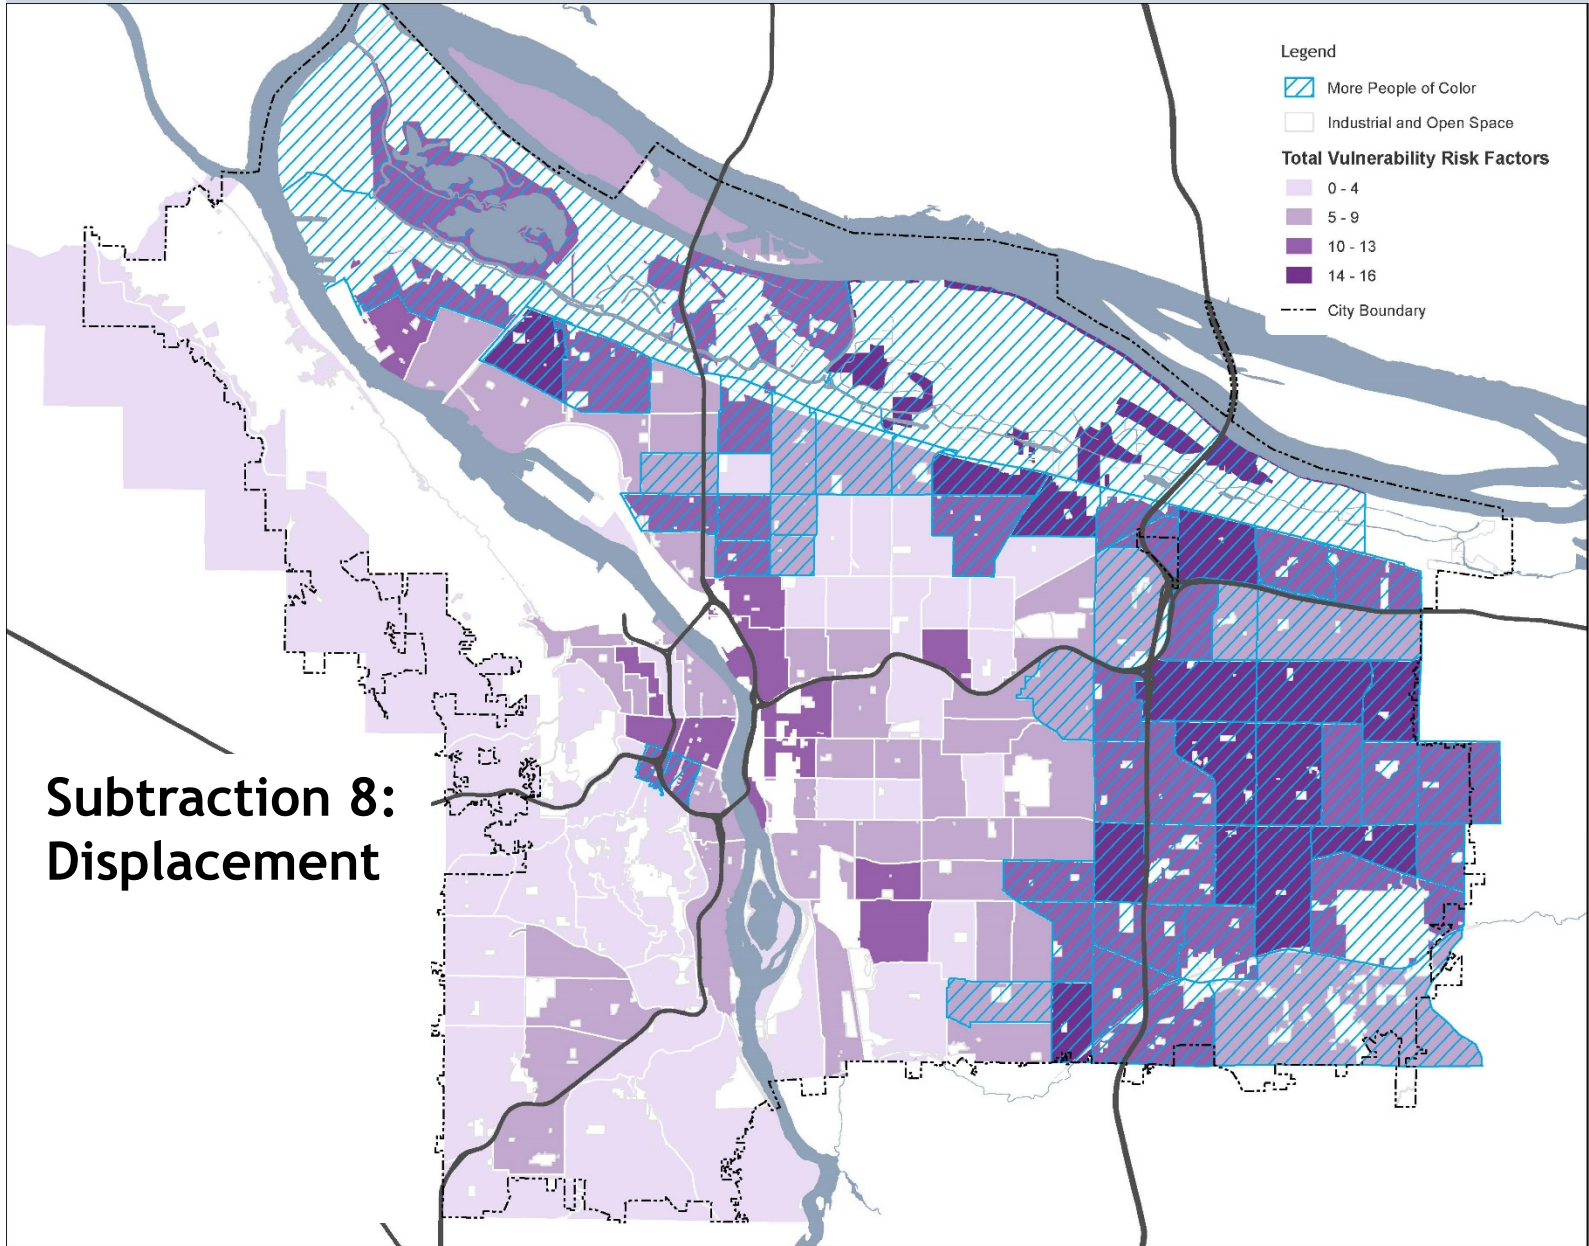 Legend
More People of Color
Industrial and Open Space
Total Vulnerability Risk Factors
0 - 4
5 - 9
10 - 13
14 - 16
City Boundary
Subtraction 8:
Displacement